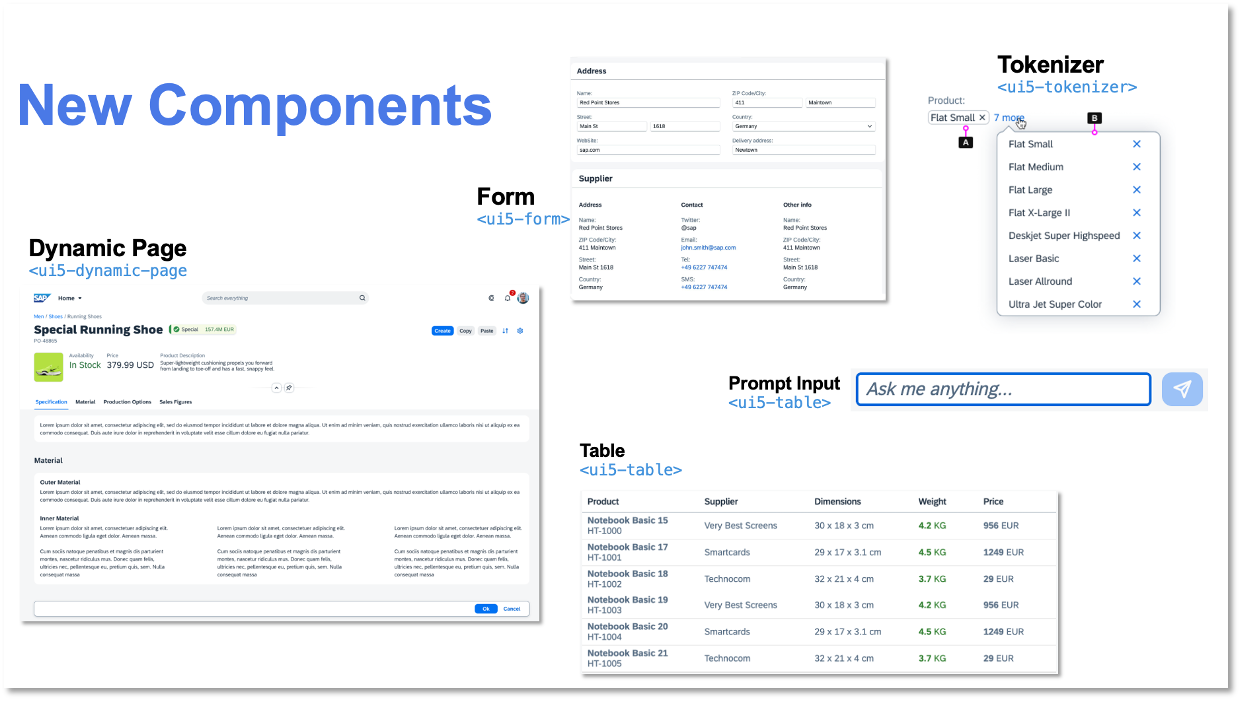 New Components
Dynamic Page
<ui5-dynamic-page
SAP Home
Search everything
2
Men / Shoes / Running Shoes
Special Running Shoe
Special 157.4M EUR
PO-48865
Create Copy Paste
Availability
In Stock
Price
379.99 USD
Product Description
Super-lightweight cushioning propels you forward
from landing to toe-off and has a fast, snappy feel.
Specification Material Production Options Sales Figures
Lorem ipsum dolor sit amet, consectetur adipiscing elit, sed do eiusmod tempor incididunt ut labore et dolore magna aliqua. Ut enim ad minim veniam, quis nostrud exercitation ullamco laboris nisi ut aliquip ex ea
commodo consequat. Duis aute irure dolor in reprehenderit in voluptate velit esse cillum dolore eu fugiat nulla pariatur.
Material
Outer Material
Lorem ipsum dolor sit amet, consectetur adipiscing elit, sed do eiusmod tempor incididunt ut labore et dolore magna aliqua. Ut enim ad minim veniam, quis nostrud exercitation ullamco laboris nisi ut aliquip ex ea
commodo consequat. Duis aute irure dolor in reprehenderit in voluptate velit esse cillum dolore eu fugiat nulla pariatur.
Inner Material
Lorem ipsum dolor sit amet, consectetuer adipiscing elit.
Aenean commodo ligula eget dolor. Aenean massa.
Cum sociis natoque penatibus et magnis dis parturient
montes, nascetur ridiculus mus. Donec quam felis,
ultricies nec, pellentesque eu, pretium quis, sem. Nulla
consequat massa
Lorem ipsum dolor sit amet, consectetuer adipiscing elit.
Aenean commodo ligula eget dolor. Aenean massa.
Cum sociis natoque penatibus et magnis dis parturient
montes, nascetur ridiculus mus. Donec quam felis,
ultricies nec, pellentesque eu, pretium quis, sem. Nulla
consequat massa
Lorem ipsum dolor sit amet, consectetuer adipiscing elit.
Aenean commodo ligula eget dolor. Aenean massa.
Cum sociis natoque penatibus et magnis dis parturient
montes, nascetur ridiculus mus. Donec quam felis,
ultricies nec, pellentesque eu, pretium quis, sem. Nulla
consequat massa
Ok Cancel
Form
<ui5-form>
Address
Name:
Red Point Stores
ZIP Code/City:
411 Maintown
Street:
Main St 1618
Country:
Germany
WebSite:
sap.com
Delivery address:
Newtown
Supplier
Address
Name:
Red Point Stores
ZIP Code/City:
411 Maintown
Street:
Main St 1618
Country:
Germany
Contact
Twitter:
@sap
Email:
john.smith@sap.com
Tel:
+49 6227 747474
SMS:
+49 6227 747474
Other info
Name:
Red Point Stores
ZIP Code/City:
411 Maintown
Street:
Main St 1618
Country:
Germany
Tokenizer
<ui5-tokenizer>
Product:
Flat Small 7 more
A
B
Flat Small
Flat Medium
Flat Large
Flat X-Large II
Deskjet Super Highspeed
Laser Basic
Laser Allround
Ultra Jet Super Color
Prompt Input
<ui5-table>
Ask me anything...
Table
<ui5-table>
Product Supplier Dimensions Weight Price
Notebook Basic 15
HT-1000
Very Best Screens 30 x 18 x 3 cm 4.2 KG 956 EUR
Notebook Basic 17
HT-1001
Smartcards 29 x 17 x 3.1 cm 4.5 KG 1249 EUR
Notebook Basic 18
HT-1002
Technocom 32 x 21 x 4 cm 3.7 KG 29 EUR
Notebook Basic 19
HT-1003
Very Best Screens 30 x 18 x 3 cm 4.2 KG 956 EUR
Notebook Basic 20
HT-1004
Smartcards 29 x 17 x 3.1 cm 4.5 KG 1249 EUR
Notebook Basic 21
HT-1005
Technocom 32 x 21 x 4 cm 3.7 KG 29 EUR